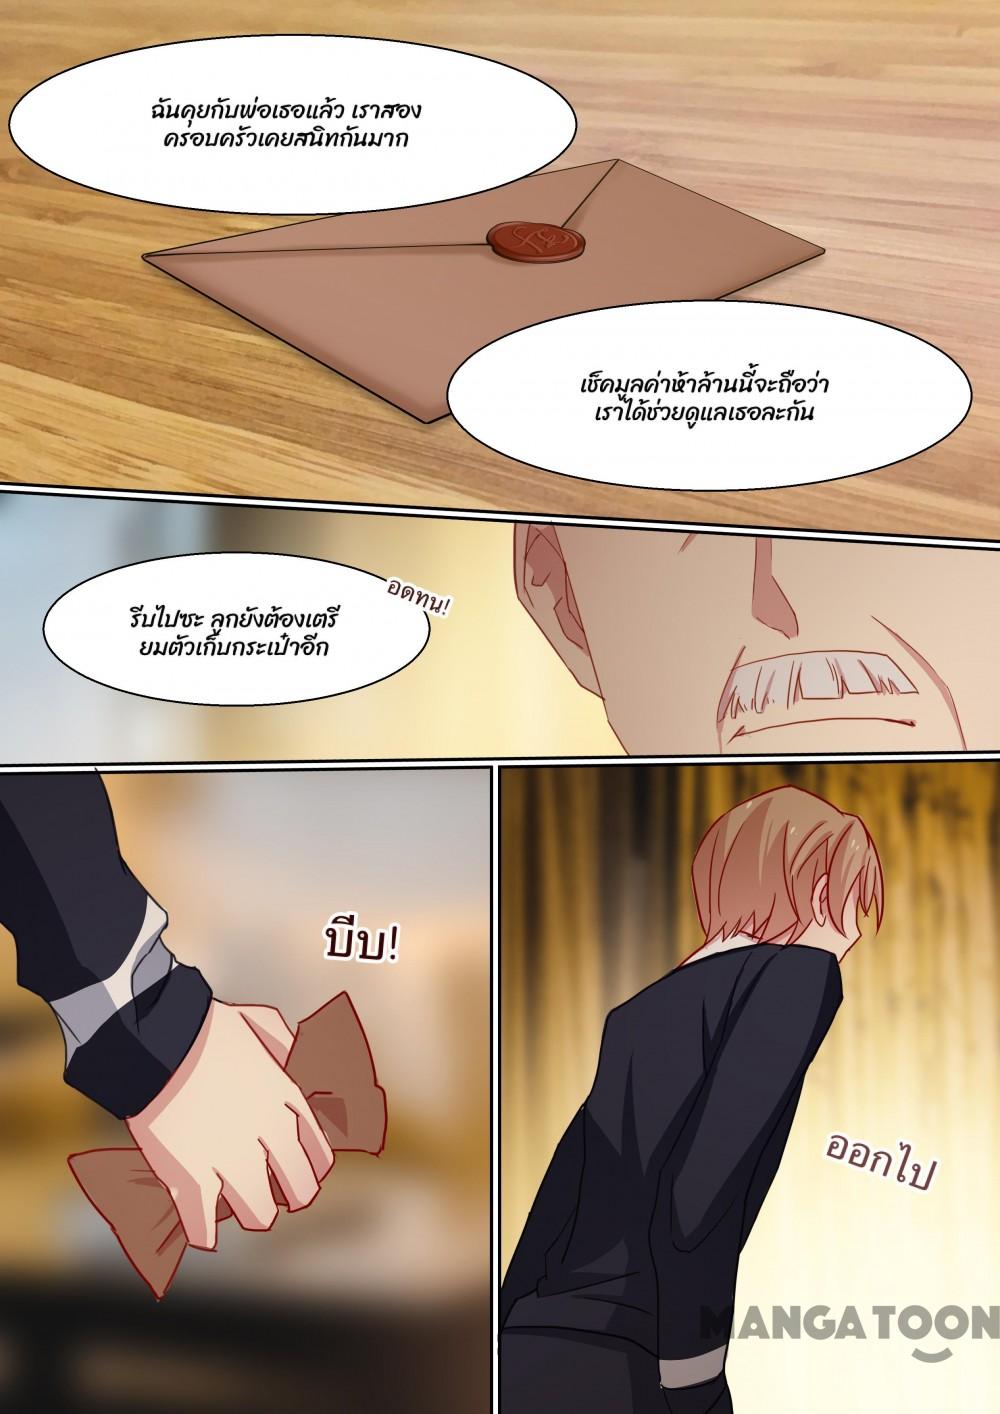 ฉันคุยกับพ่อเธอแล้ว เราสอง
ครอบครัวเคยสนิทกันมาก
เช็คมูลค่าห้าล้านนี้จะถือว่า
เราได้ช่วยดูแลเธอละกัน
อดทน!
รีบไปซะ ลูกยังต้องเตรี
ยมตัวเก็บกระเป๋าอีก
บีบ!
ออกไป
MANGATOON